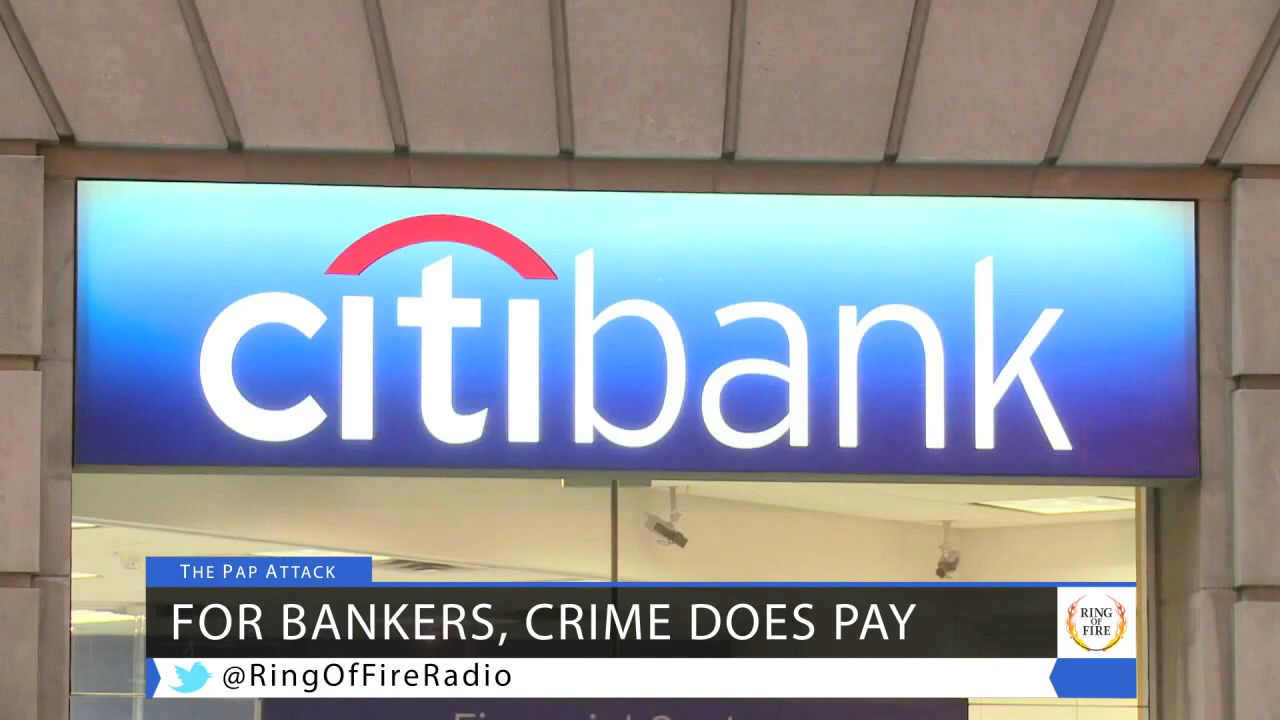 citibank
THE PAP ATTACK
FOR BANKERS, CRIME DOES PAY
RING
OF
FIRE
@RingOfFireRadio